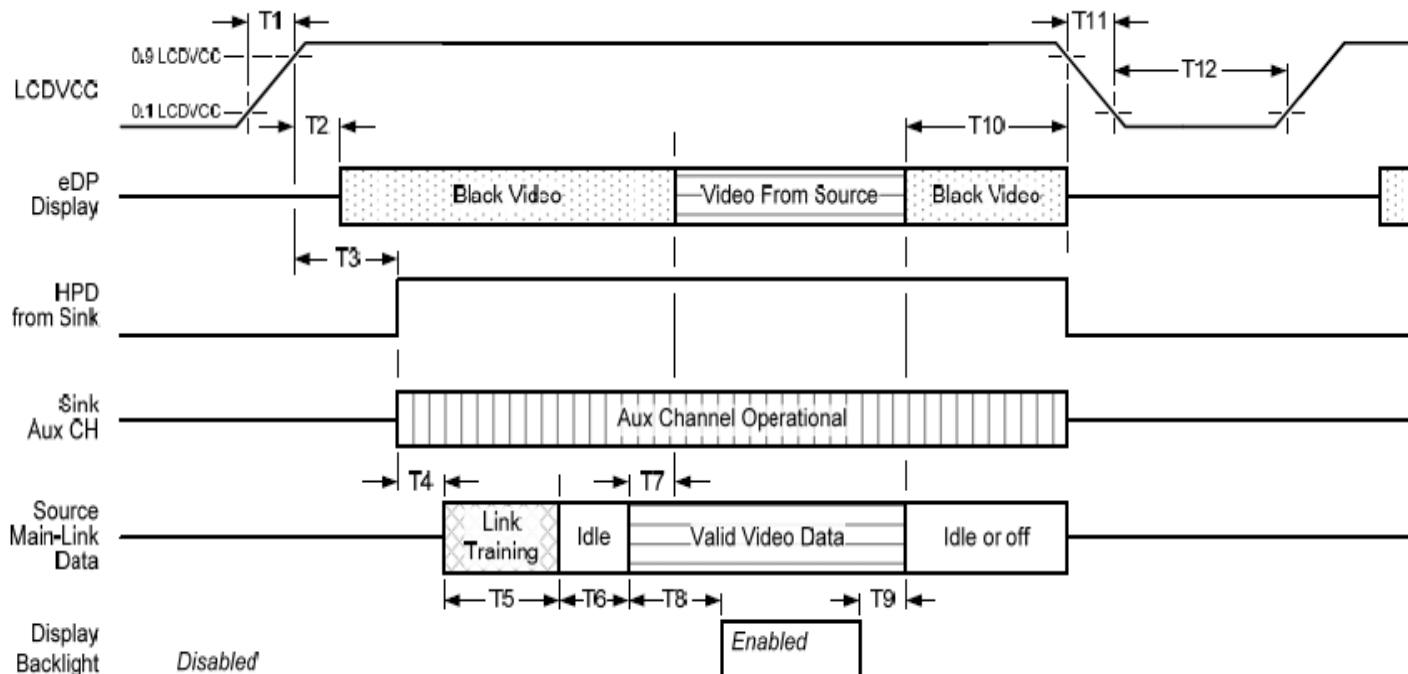 T1
T11
0.9 LCDVCC
T12
LCDVCC
0.1 LCDVCC
T2
T10
eDP
Display
Black Video
Video From Source
Black Video
T3
HPD
from Sink
Sink
Aux CH
Aux Channel Operational
T4
T7
Source
Main-Link
Data
Link
Training
Idle
Valid Video Data
Idle or off
T5
T6
T8
T9
Display
Backlight
Disabled
Enabled